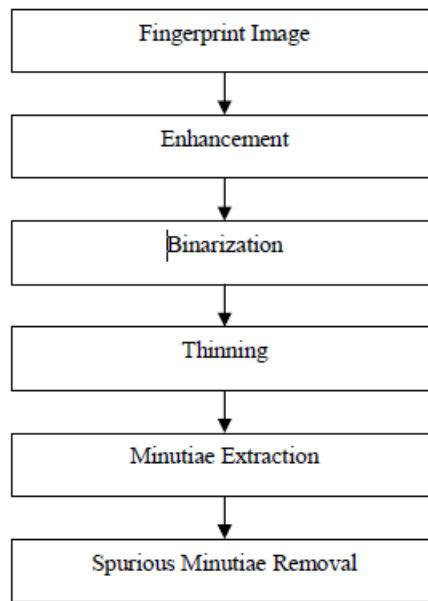 Fingerprint Image
Enhancement
Binarization
Thinning
Minutiae Extraction
Spurious Minutiae Removal